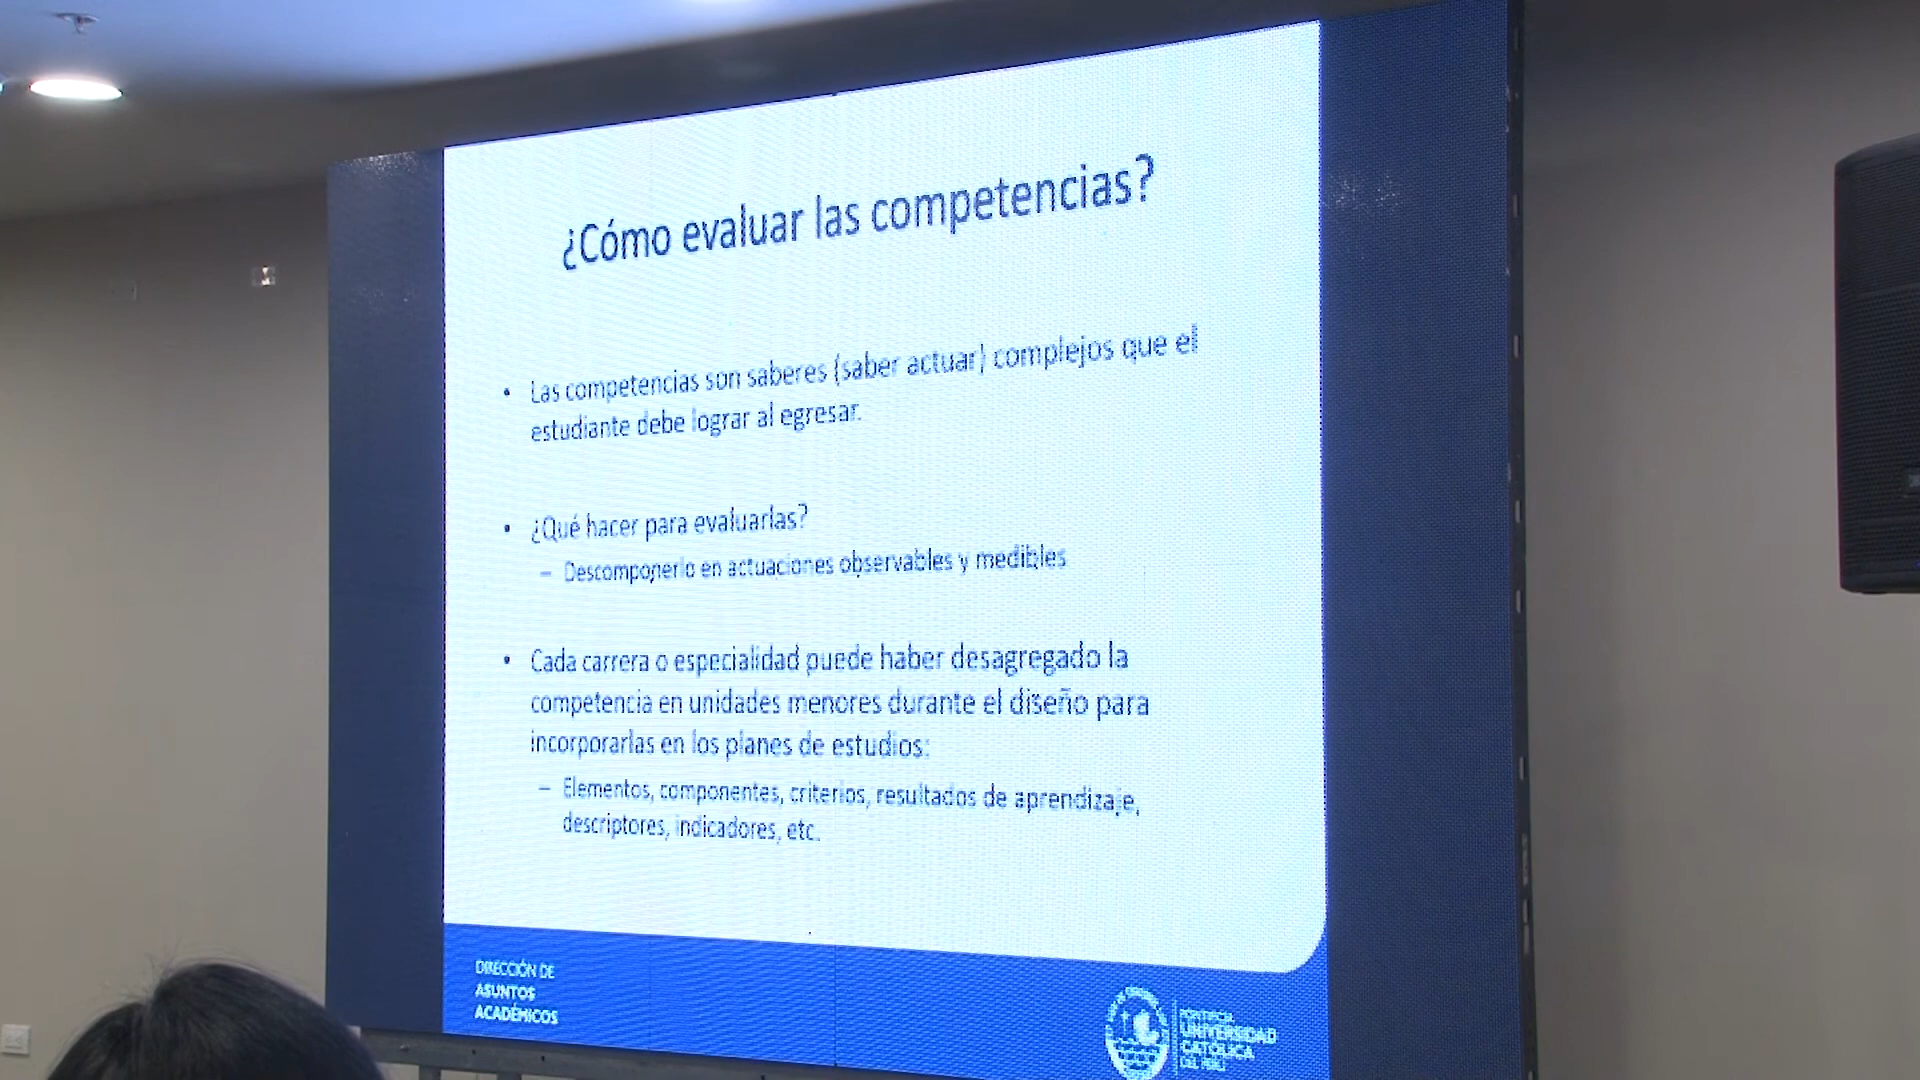 ¿Cómo evaluar las competencias?
• Las competencias son saberes (saber actuar) complejos que el
estudiante debe lograr al egresar.
• ¿Qué hacer para evaluarlas?
– Descomponerlo en actuaciones observables y medibles
• Cada carrera o especialidad puede haber desagregado la
competencia en unidades menores durante el diseño para
incorporarlas en los planes de estudios:
– Elementos, componentes, criterios, resultados de aprendizaje,
descriptores, indicadores, etc.
DIRECCIÓN DE
ASUNTOS
ACADÉMICOS
PONTIFICIA
UNIVERSIDAD
CATÓLICA
DEL PERÚ